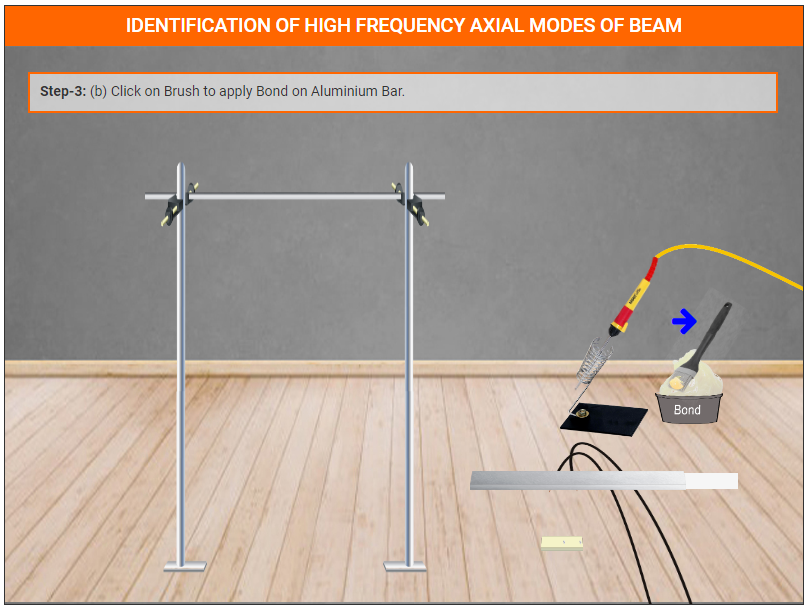 IDENTIFICATION OF HIGH FREQUENCY AXIAL MODES OF BEAM
Step-3: (b) Click on Brush to apply Bond on Aluminium Bar.
Bond